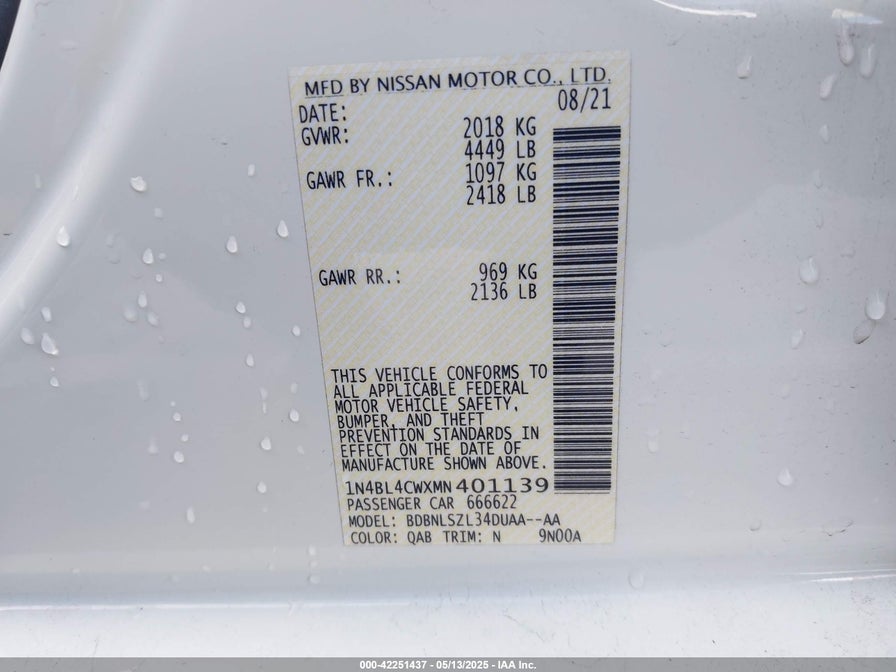 MFD BY NISSAN MOTOR CO., LTD.
DATE: 08/21
GVWR: 2018 KG
4449 LB
GAWR FR.: 1097 KG
2418 LB
GAWR RR.: 969 KG
2136 LB
THIS VEHICLE CONFORMS TO
ALL APPLICABLE FEDERAL
MOTOR VEHICLE SAFETY,
BUMPER, AND THEFT
PREVENTION STANDARDS IN
EFFECT ON THE DATE OF
MANUFACTURE SHOWN ABOVE.
1N4BL4CWXMN401139
PASSENGER CAR 666622
MODEL: BDBNLSZL34DUAA--AA
COLOR: QAB TRIM: N 9N00A
000-42251437 - 05/13/2025 - IAA Inc.